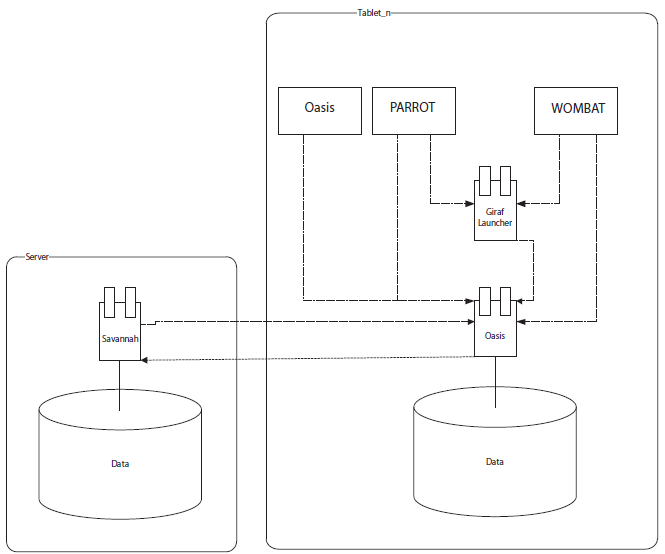 Tablet_n
Oasis
PARROT
WOMBAT
Giraf
Launcher
Server
Savannah
Oasis
Data
Data